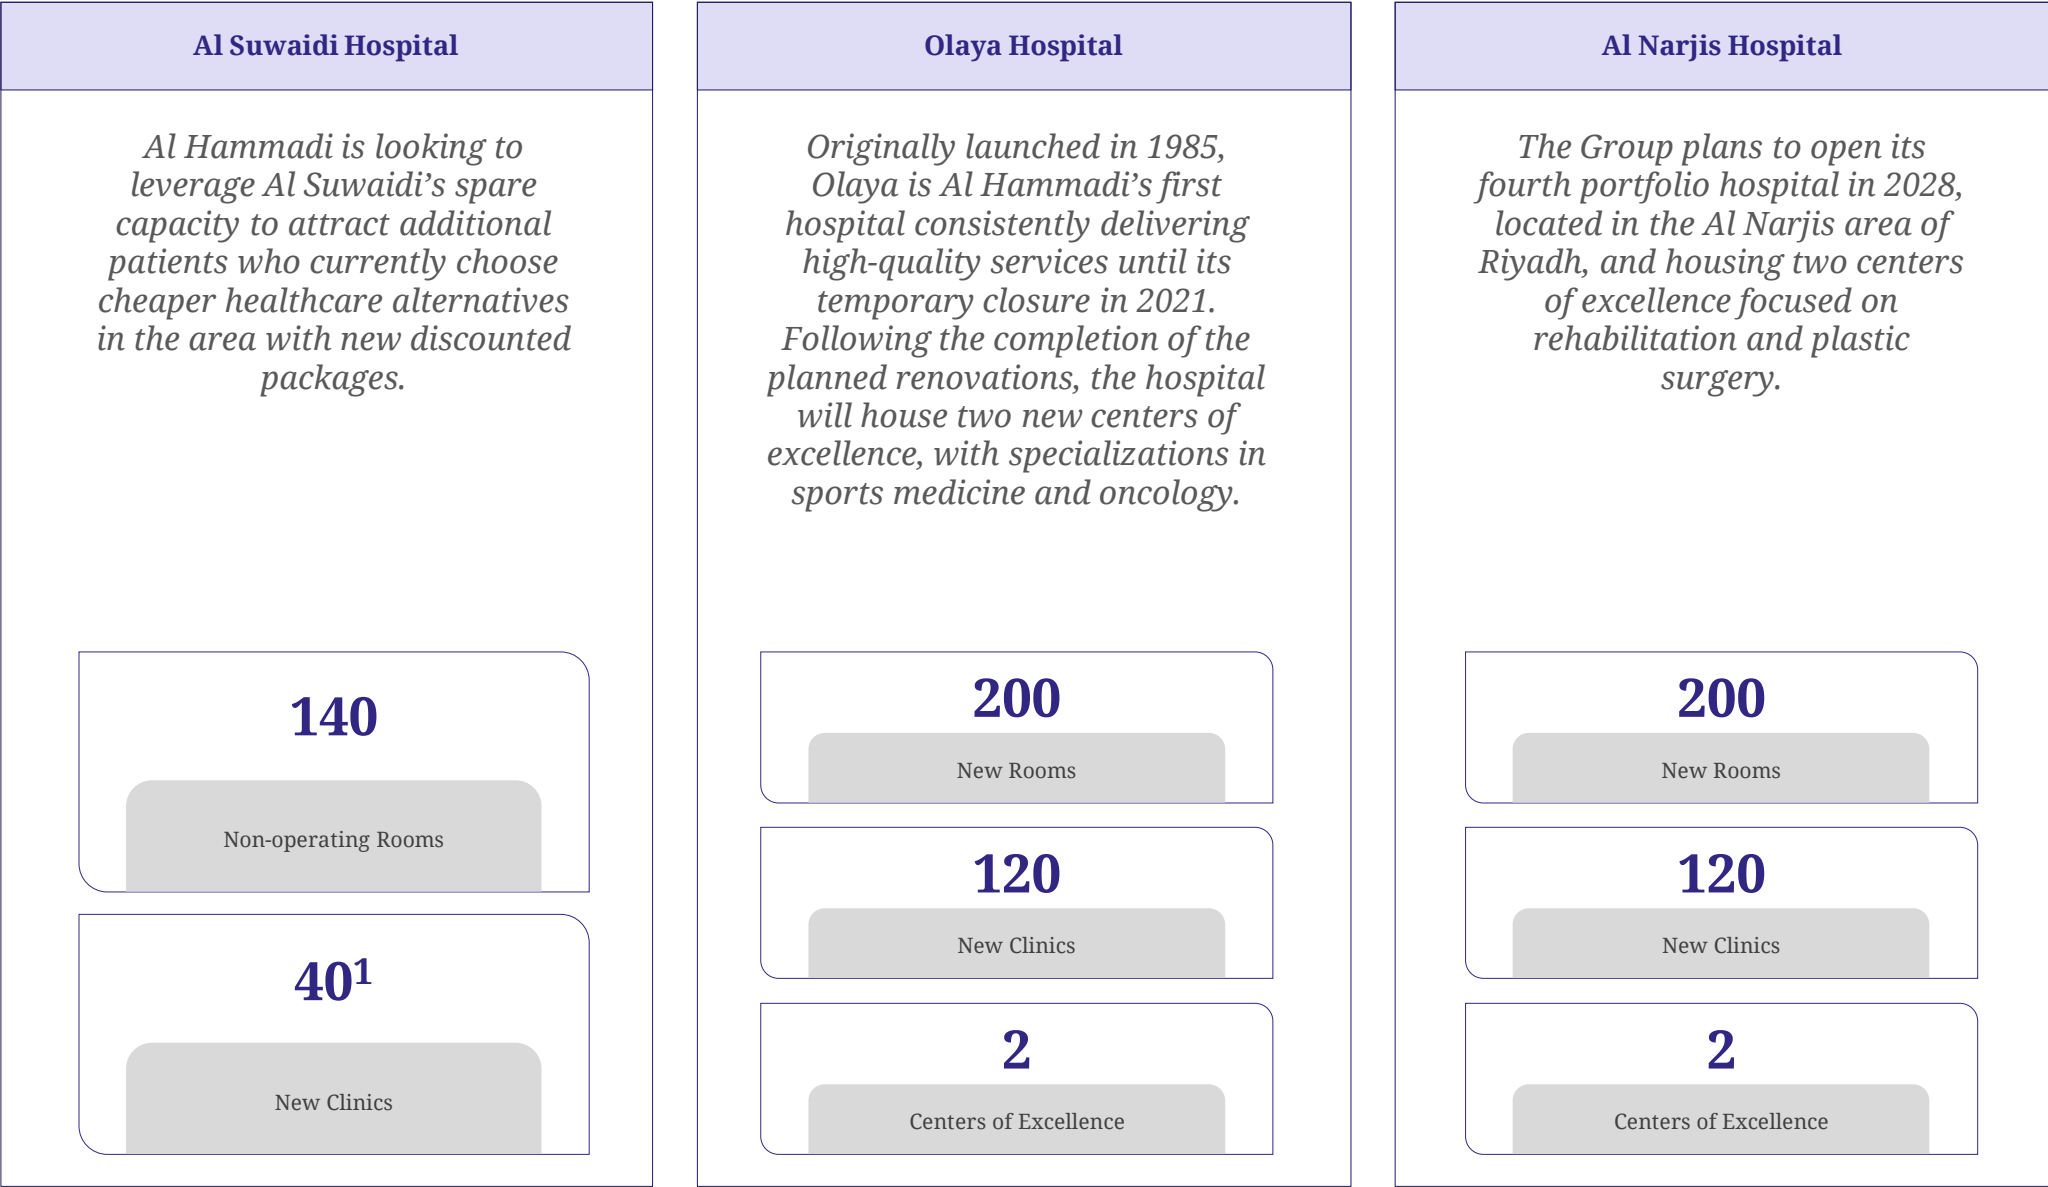 Al Suwaidi Hospital
Al Hammadi is looking to
leverage Al Suwaidi’s spare
capacity to attract additional
patients who currently choose
cheaper healthcare alternatives
in the area with new discounted
packages.
140
Non-operating Rooms
40¹
New Clinics
Olaya Hospital
Originally launched in 1985,
Olaya is Al Hammadi’s first
hospital consistently delivering
high-quality services until its
temporary closure in 2021.
Following the completion of the
planned renovations, the hospital
will house two new centers of
excellence, with specializations in
sports medicine and oncology.
200
New Rooms
120
New Clinics
2
Centers of Excellence
Al Narjis Hospital
The Group plans to open its
fourth portfolio hospital in 2028,
located in the Al Narjis area of
Riyadh, and housing two centers
of excellence focused on
rehabilitation and plastic
surgery.
200
New Rooms
120
New Clinics
2
Centers of Excellence